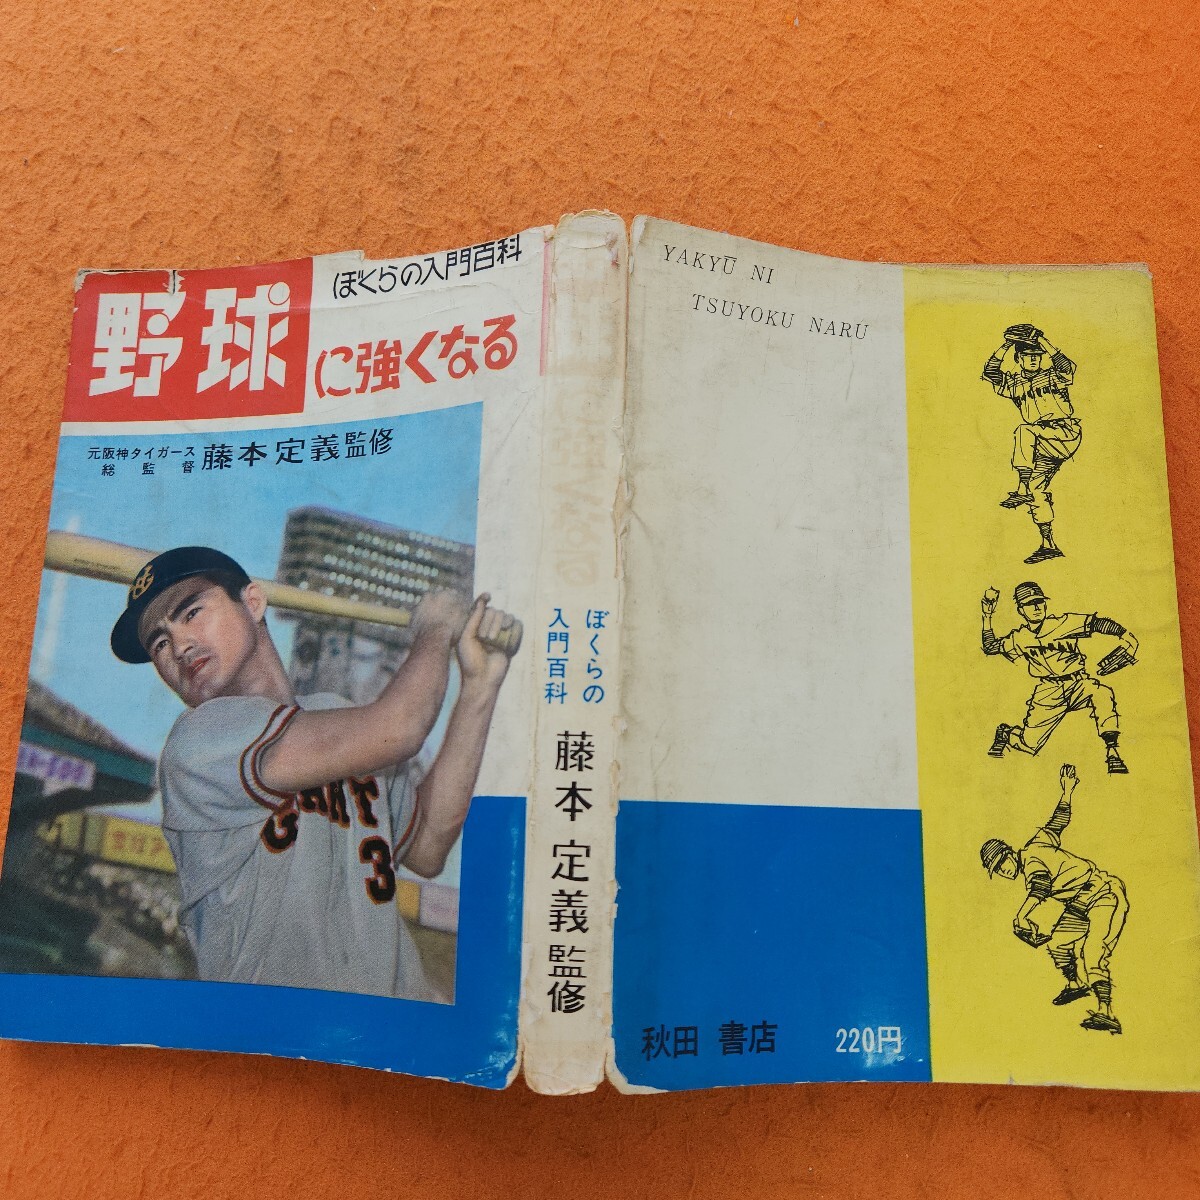 ぼくらの入門百科
野球に強くなる
元阪神タイガース
総監督
藤本定義監修
3
ぼくらの
入門百科
藤本定義監修
YAKYŪ NI
TSUYOKU NARU
秋田書店
220円